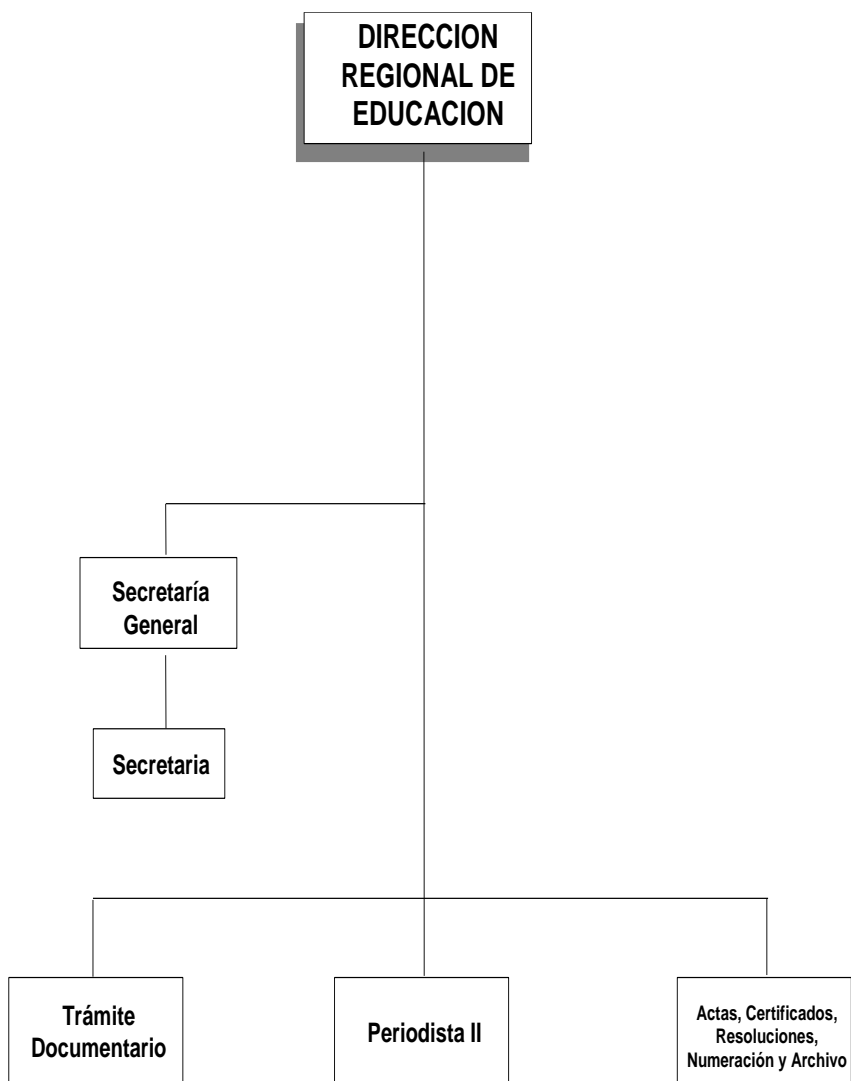 DIRECCION
REGIONAL DE
EDUCACION
Secretaría
General
Secretaria
Trámite
Documentario
Periodista II
Actas, Certificados,
Resoluciones,
Numeración y Archivo